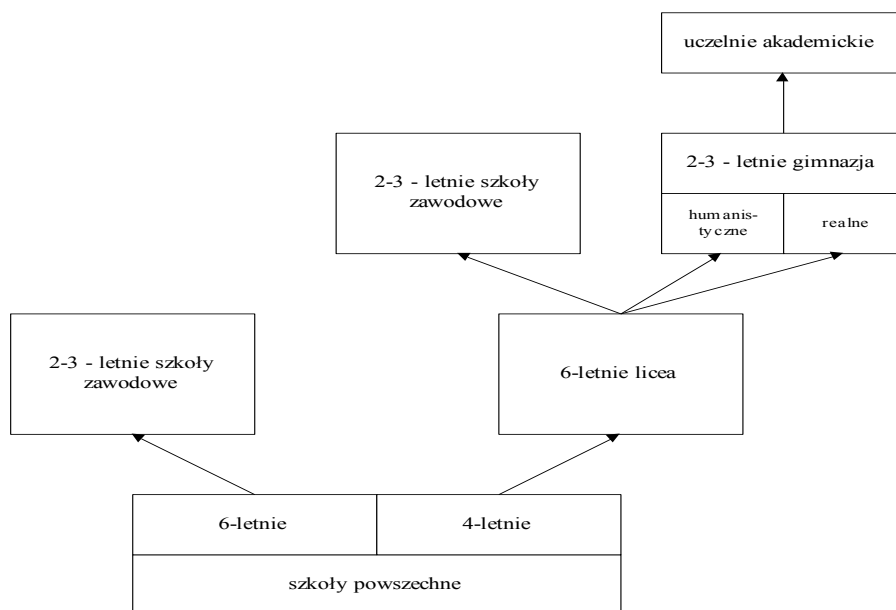 uczelnie akademickie
2-3 - letnie szkoły
zawodowe
2-3 - letnie gimnazja
humanis-
tyczne
realne
2-3 - letnie szkoły
zawodowe
6-letnie licea
6-letnie
4-letnie
szkoły powszechne